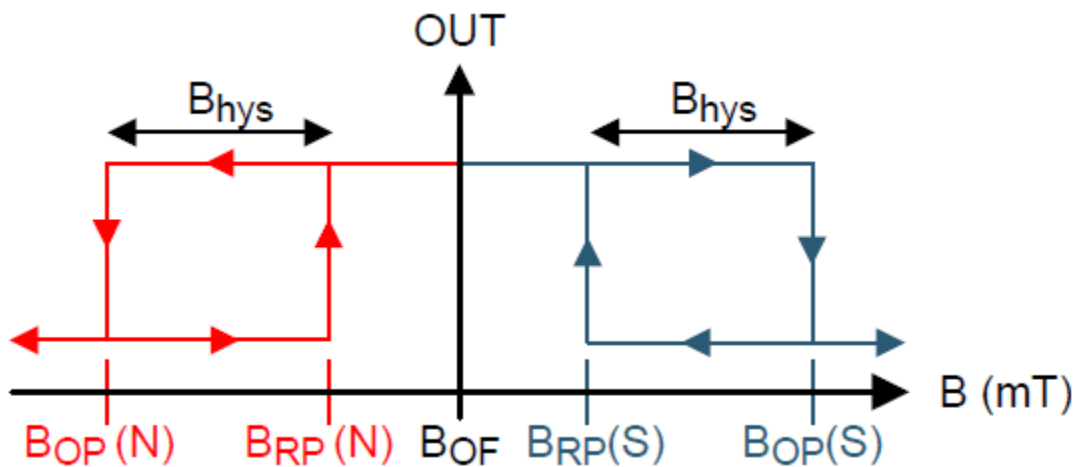 OUT
Bhys
Bhys
B (mT)
BOP (N)
BRP (N)
BOF
BRP(S)
BOP(S)